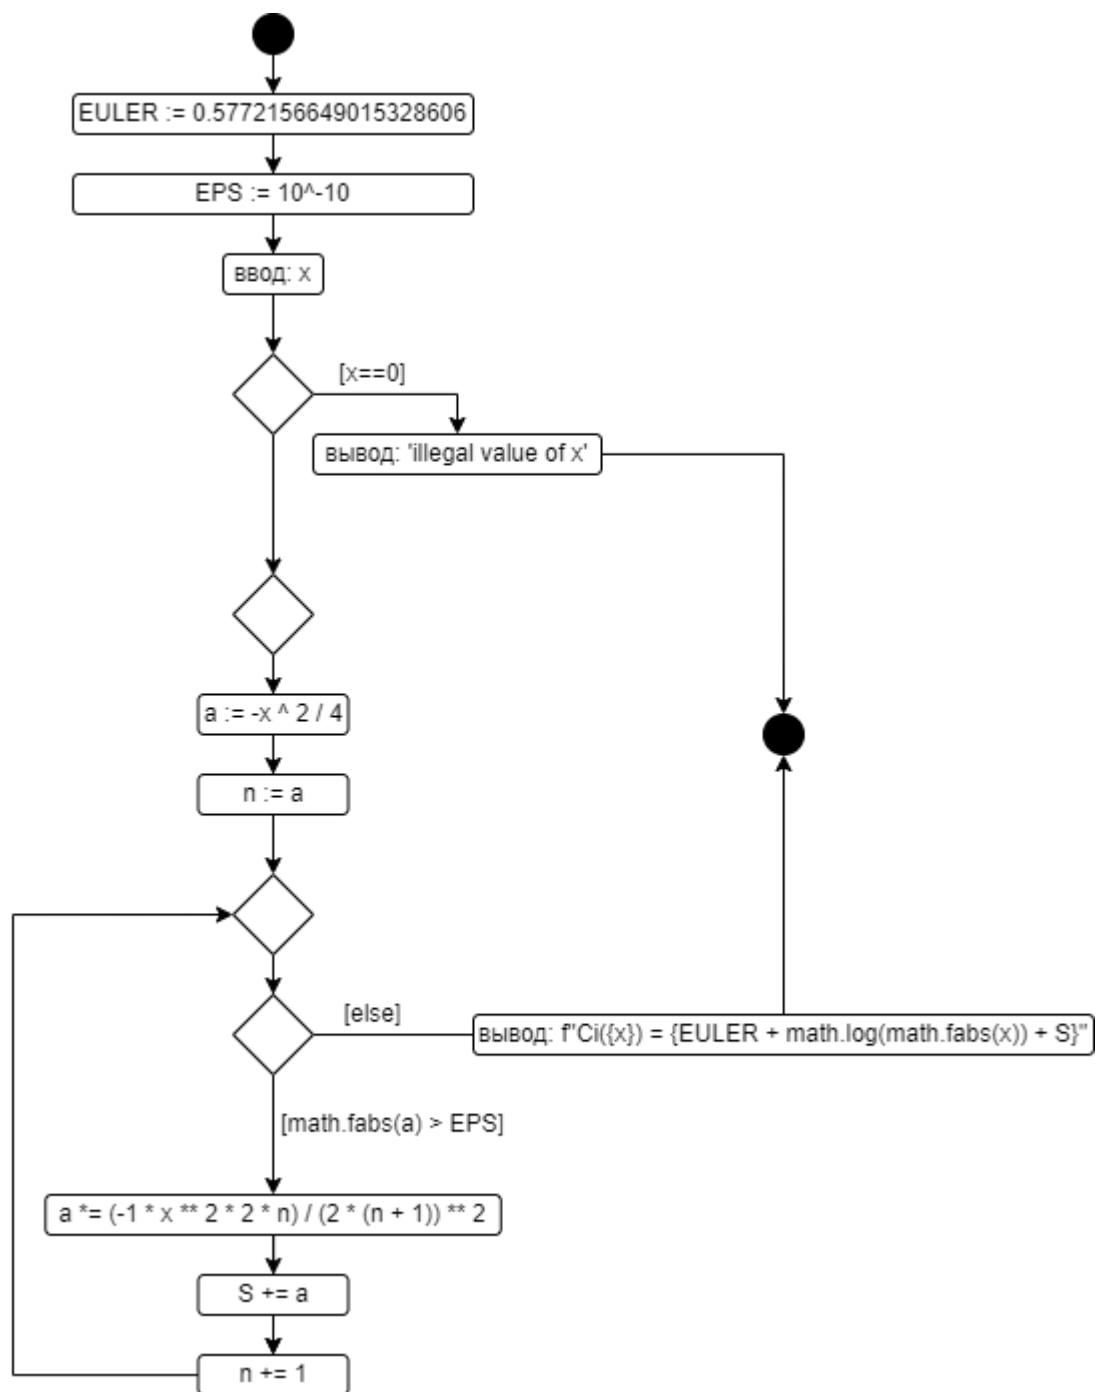 EULER := 0.5772156649015328606
EPS := 10^-10
ввод: x
[x==0]
вывод: 'illegal value of x'
a := -x ^ 2 / 4
n := a
[else]
вывод: f"Ci({x}) = {EULER + math.log(math.fabs(x)) + S}"
[math.fabs(a) > EPS]
a *= (-1 * x ** 2 * 2 * n) / (2 * (n + 1)) ** 2
S += a
n += 1